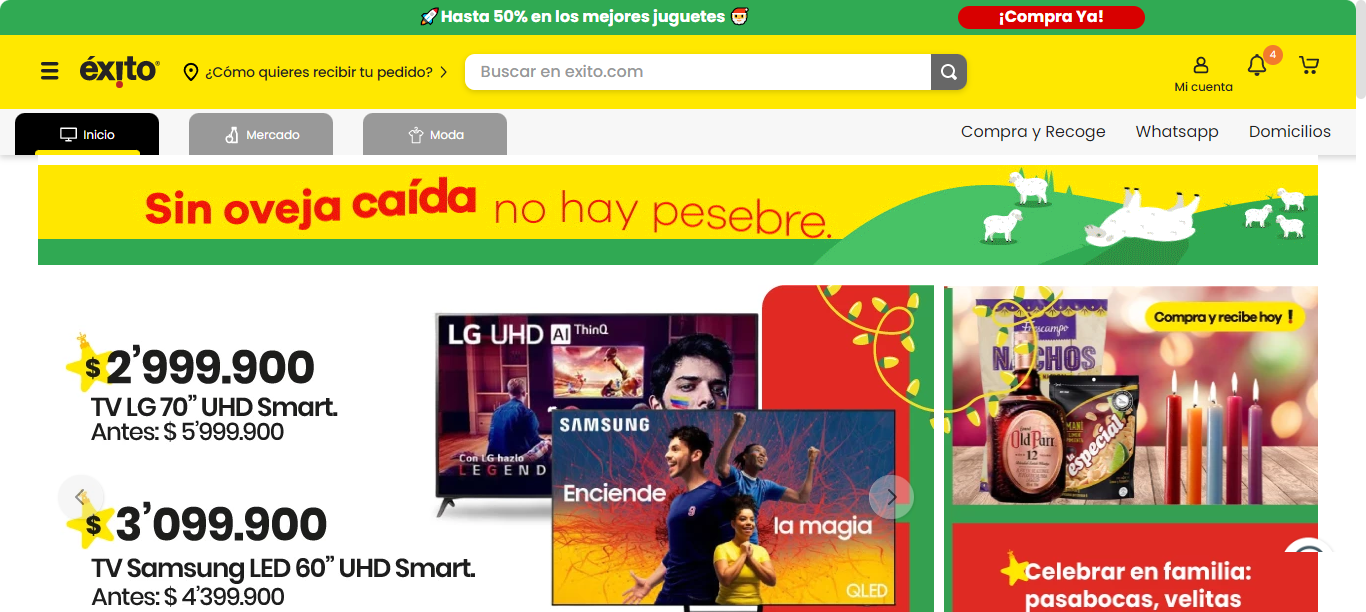 Hasta 50% en los mejores juguetes
¡Compra Ya!
éxito
¿Cómo quieres recibir tu pedido?
Buscar en exito.com
Mi cuenta
4
Inicio
Mercado
Moda
Compra y Recoge
Whatsapp
Domicilios
Sin oveja caída no hay pesebre.
$ 2’999.900
TV LG 70” UHD Smart.
Antes: $ 5’999.900
$ 3’099.900
TV Samsung LED 60” UHD Smart.
Antes: $ 4’399.900
LG UHD AI ThinQ
Con LG hazlo
LEGEND
SAMSUNG
Enciende
la magia
QLED
Compra y recibe hoy !
NACHOS
Old Parr
12
la especial
Celebrar en familia:
pasabocas, velitas